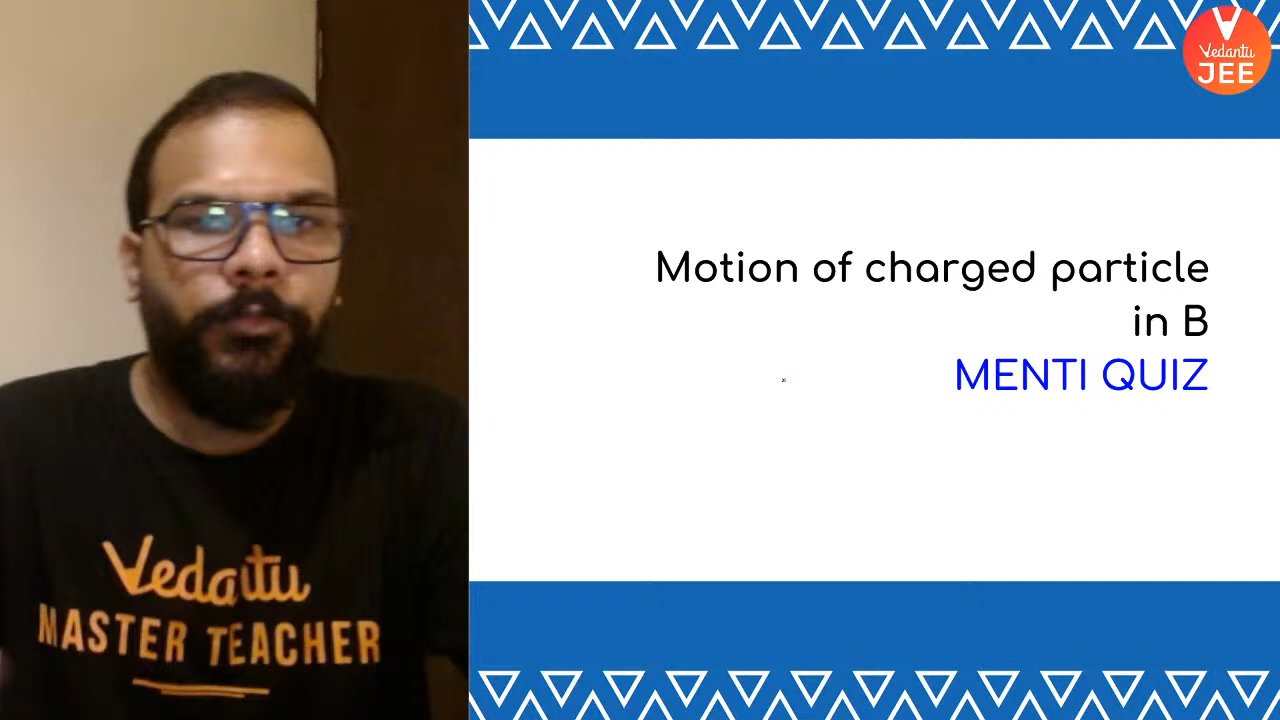 Vedantu
JEE
Motion of charged particle
in B
MENTI QUIZ
Vedantu
MASTER TEACHER